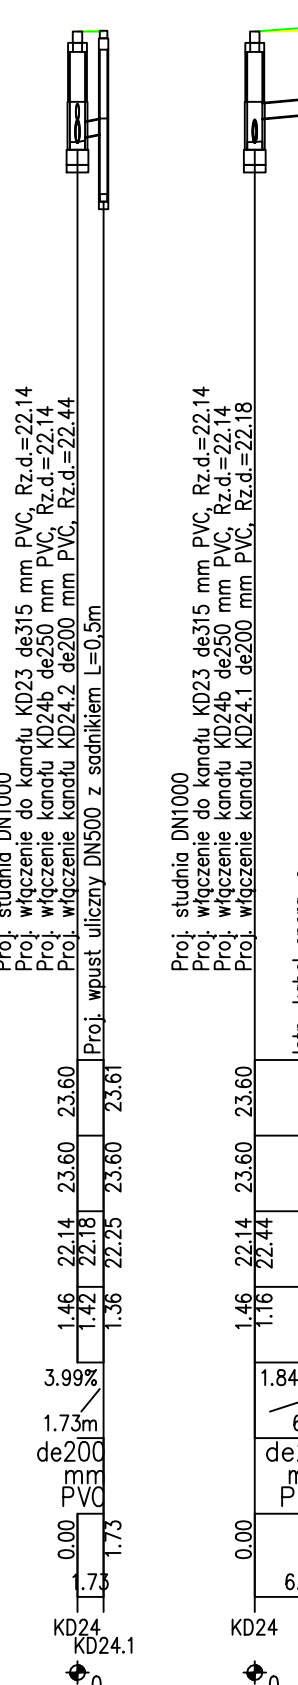 Proj. studnia DN1000
Proj. włączenie do kanału KD23 de315 mm PVC, Rz.d.=22.14
Proj. włączenie kanału KD24b de250 mm PVC, Rz.d.=22.14
Proj. włączenie kanału KD24.2 de200 mm PVC, Rz.d.=22.44
Proj. wpust uliczny DN500 z sadnikiem L=0,5m
23.60 23.61
23.60 23.60
22.14 22.18 22.25
1.46 1.42 1.36
3.99%
1.73m
de200
mm
PVC
0.00 1.73
1.73
KD24
KD24.1
0
Proj. studnia DN1000
Proj. włączenie do kanału KD23 de315 mm PVC, Rz.d.=22.14
Proj. włączenie kanału KD24b de250 mm PVC, Rz.d.=22.14
Proj. włączenie kanału KD24.1 de200 mm PVC, Rz.d.=22.18
23.60
23.60
22.14 22.44
1.46 1.16
1.84
6
de
P
0.00
6.
KD24
0